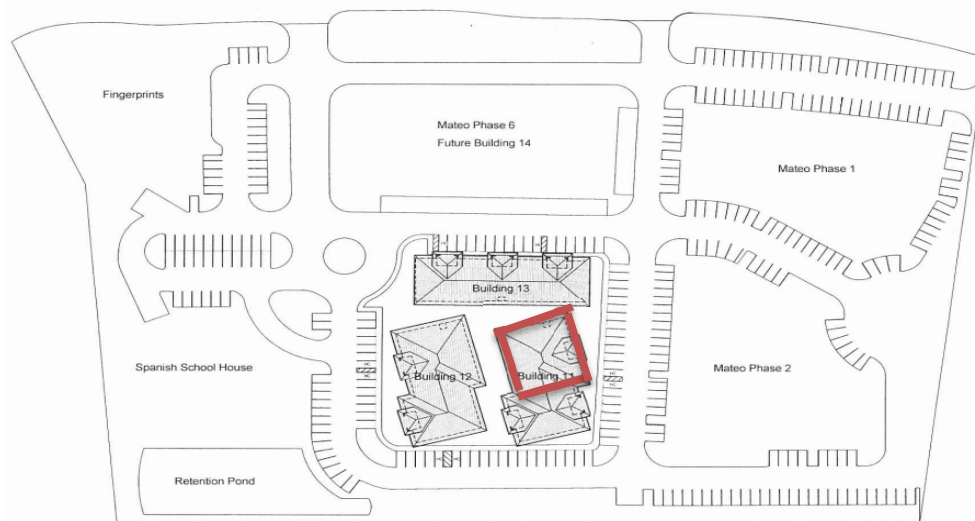 Fingerprints
Mateo Phase 6
Future Building 14
Mateo Phase 1
Building 13
Spanish School House
Building 12
Building 11
Mateo Phase 2
Retention Pond